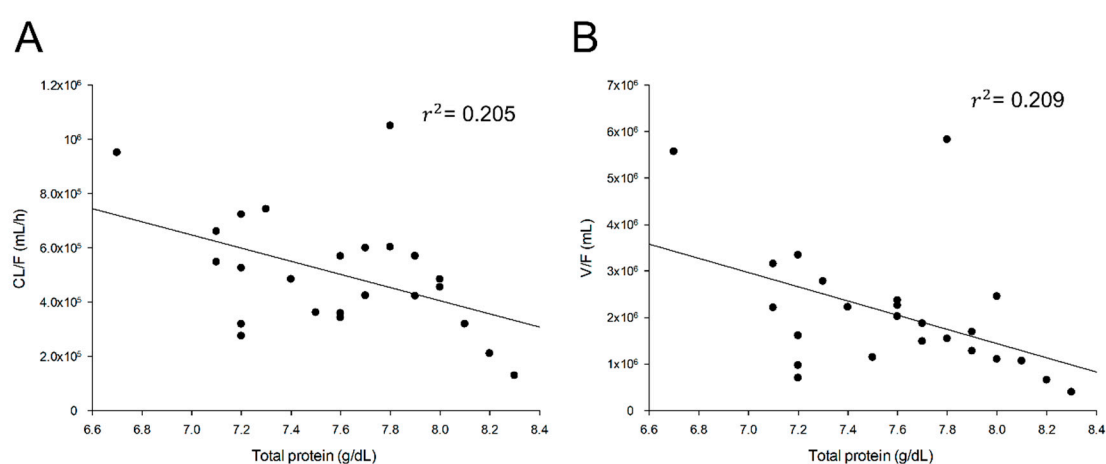 A
B
1.2x10⁶
10⁶
8.0x10⁵
6.0x10⁵
4.0x10⁵
2.0x10⁵
0
CL/F (mL/h)
r² = 0.205
6.6 6.8 7.0 7.2 7.4 7.6 7.8 8.0 8.2 8.4
Total protein (g/dL)
7x10⁶
6x10⁶
5x10⁶
4x10⁶
3x10⁶
2x10⁶
1x10⁶
0
V/F (mL)
r² = 0.209
6.6 6.8 7.0 7.2 7.4 7.6 7.8 8.0 8.2 8.4
Total protein (g/dL)